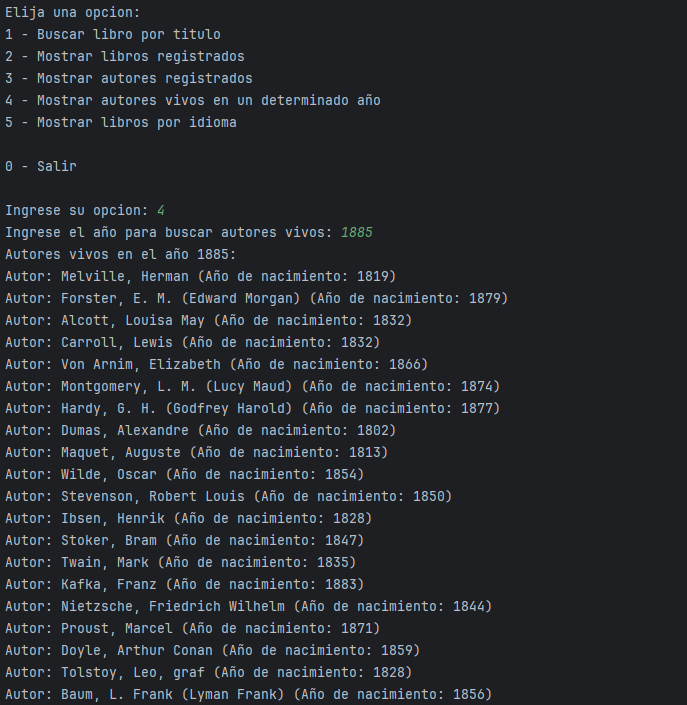 Elija una opcion:
1 - Buscar libro por titulo
2 - Mostrar libros registrados
3 - Mostrar autores registrados
4 - Mostrar autores vivos en un determinado año
5 - Mostrar libros por idioma
0 - Salir
Ingrese su opcion: 4
Ingrese el año para buscar autores vivos: 1885
Autores vivos en el año 1885:
Autor: Melville, Herman (Año de nacimiento: 1819)
Autor: Forster, E. M. (Edward Morgan) (Año de nacimiento: 1879)
Autor: Alcott, Louisa May (Año de nacimiento: 1832)
Autor: Carroll, Lewis (Año de nacimiento: 1832)
Autor: Von Arnim, Elizabeth (Año de nacimiento: 1866)
Autor: Montgomery, L. M. (Lucy Maud) (Año de nacimiento: 1874)
Autor: Hardy, G. H. (Godfrey Harold) (Año de nacimiento: 1877)
Autor: Dumas, Alexandre (Año de nacimiento: 1802)
Autor: Maquet, Auguste (Año de nacimiento: 1813)
Autor: Wilde, Oscar (Año de nacimiento: 1854)
Autor: Stevenson, Robert Louis (Año de nacimiento: 1850)
Autor: Ibsen, Henrik (Año de nacimiento: 1828)
Autor: Stoker, Bram (Año de nacimiento: 1847)
Autor: Twain, Mark (Año de nacimiento: 1835)
Autor: Kafka, Franz (Año de nacimiento: 1883)
Autor: Nietzsche, Friedrich Wilhelm (Año de nacimiento: 1844)
Autor: Proust, Marcel (Año de nacimiento: 1871)
Autor: Doyle, Arthur Conan (Año de nacimiento: 1859)
Autor: Tolstoy, Leo, graf (Año de nacimiento: 1828)
Autor: Baum, L. Frank (Lyman Frank) (Año de nacimiento: 1856)